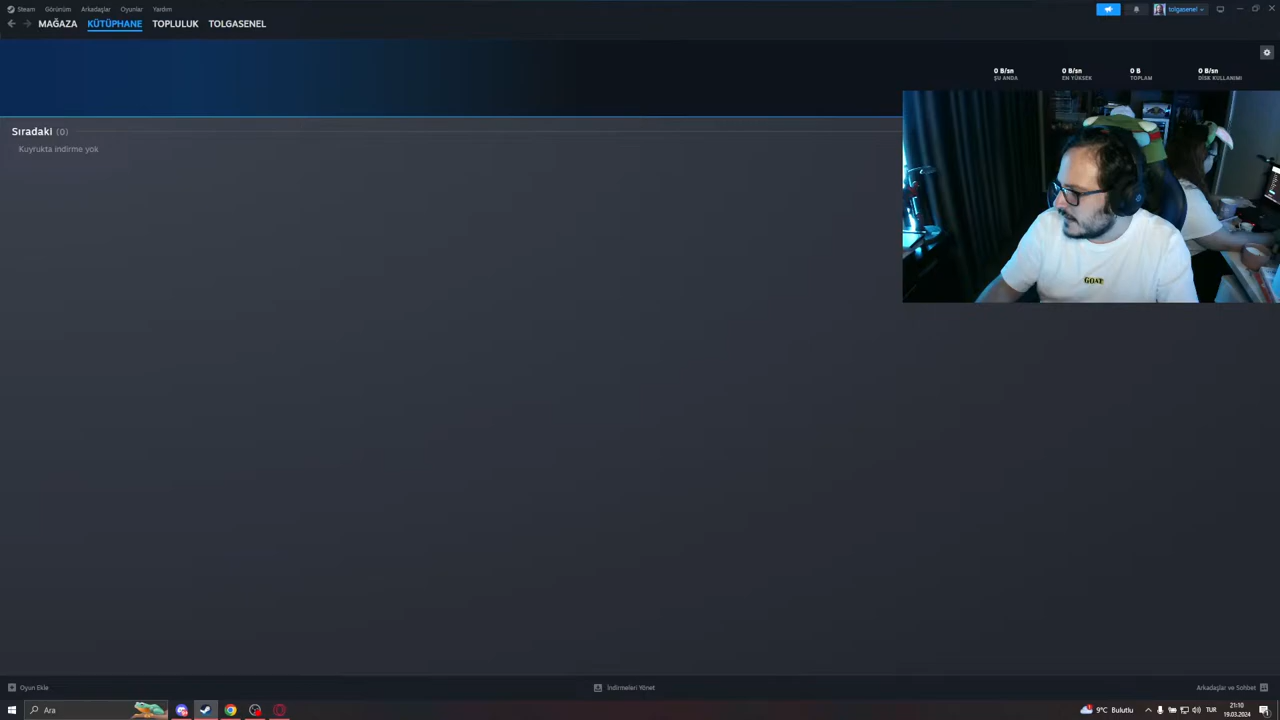 Steam Görünüm Arkadaşlar Oyunlar Yardım
tolgasenel
MAĞAZA KÜTÜPHANE TOPLULUK TOLGASENEL
0 B/sn 0 B/sn 0 B 0 B/sn
ŞU ANDA EN YÜKSEK TOPLAM DİSK KULLANIMI
Sıradaki (0)
Kuyrukta indirme yok
GOAT
Oyun Ekle İndirmeleri Yönet Arkadaşlar ve Sohbet
Ara 9°C Bulutlu TUR 21:10
19.03.2024